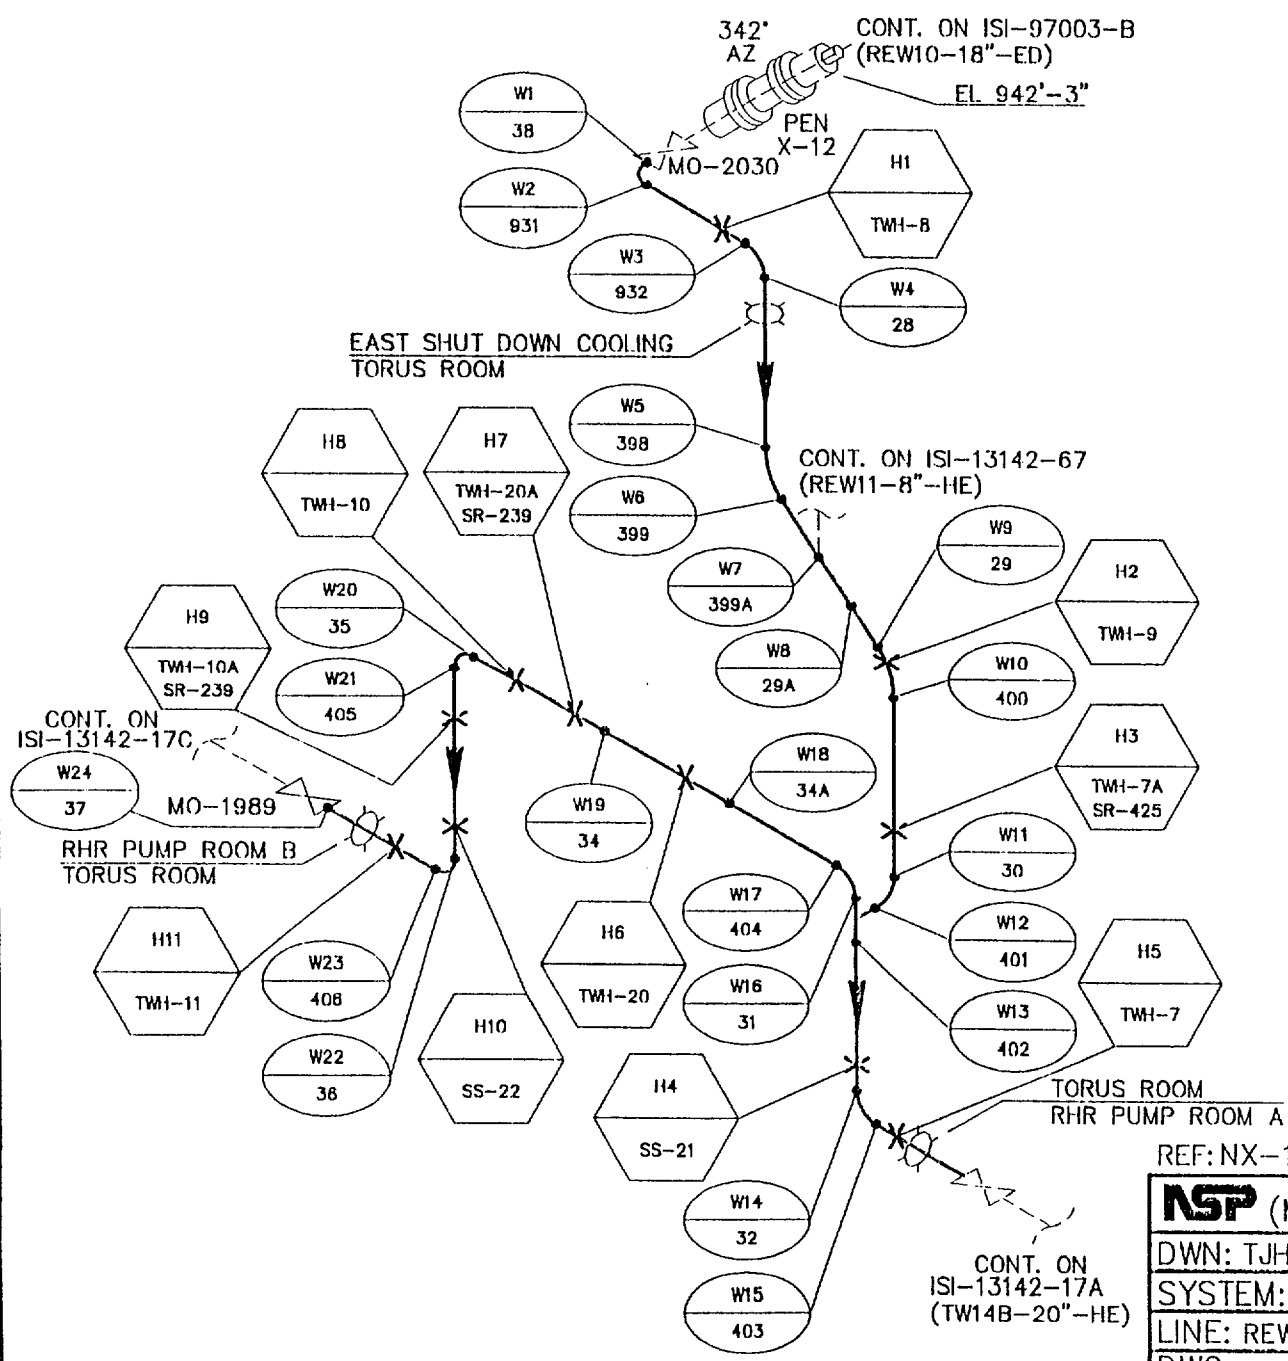 342°
AZ
CONT. ON ISI-97003-B
(REW10-18"-ED)
EL 942'-3"
PEN
X-12
MO-2030
W1
38
W2
931
H1
TWH-8
W3
932
W4
28
EAST SHUT DOWN COOLING
TORUS ROOM
W5
398
H8
TWH-10
H7
TWH-20A
SR-239
CONT. ON ISI-13142-67
(REW11-8"-HE)
W6
399
W9
29
W7
399A
H2
TWH-9
W20
35
H9
TWH-10A
SR-239
W8
29A
W10
400
W21
405
CONT. ON
ISI-13142-17C
H3
TWH-7A
SR-425
W24
37
MO-1989
W18
34A
W19
34
RHR PUMP ROOM B
TORUS ROOM
W11
30
W17
404
W12
401
H11
TWH-11
H6
TWH-20
H5
TWH-7
W23
406
W16
31
W13
402
H10
SS-22
W22
36
H4
SS-21
TORUS ROOM
RHR PUMP ROOM A
REF: NX-1
W14
32
NSP
DWN: TJH
CONT. ON
ISI-13142-17A
(TW14B-20"-HE)
SYSTEM:
W15
403
LINE: REW